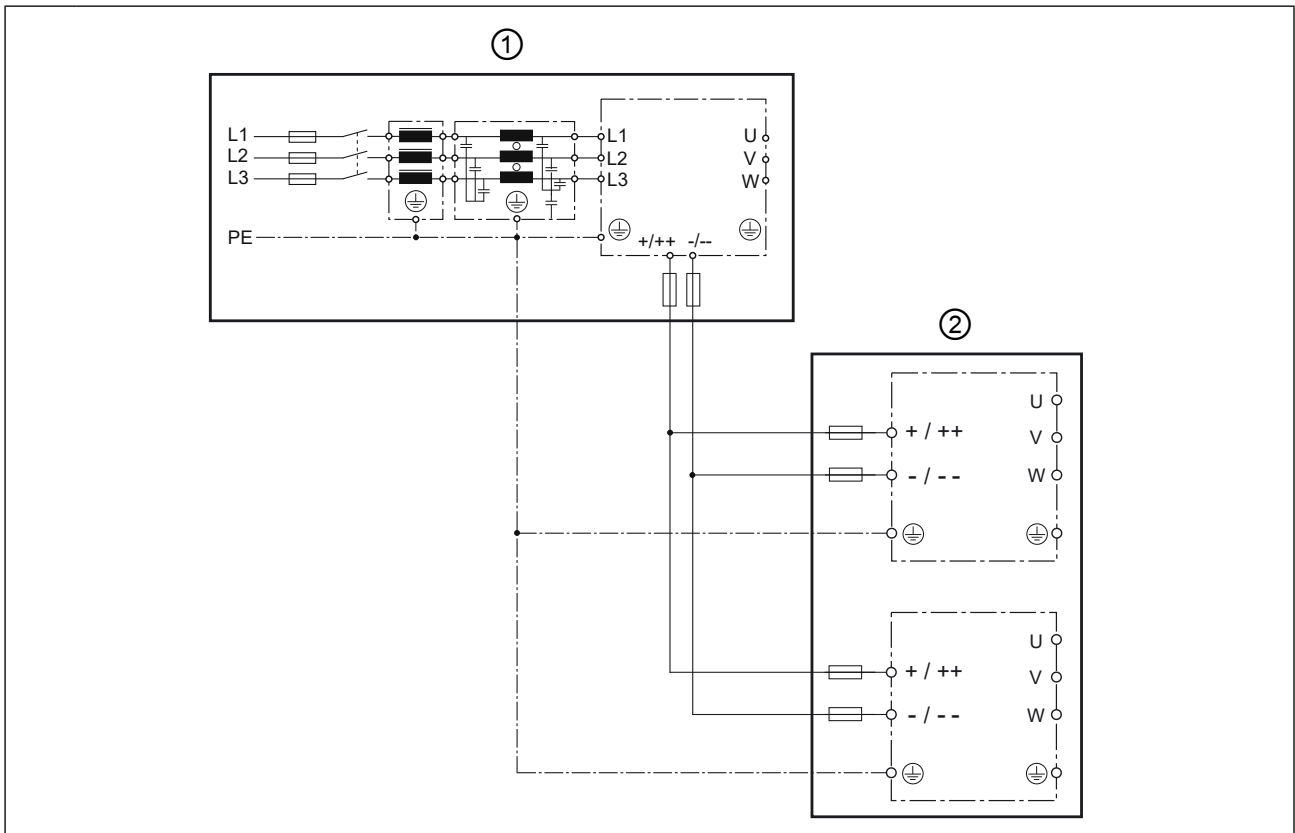 ①
L1 L1 U
L2 L2 V
L3 L3 W
PE
+/++ -/--
②
U
+ / ++ V
- / - - W
U
+ / ++ V
- / - - W